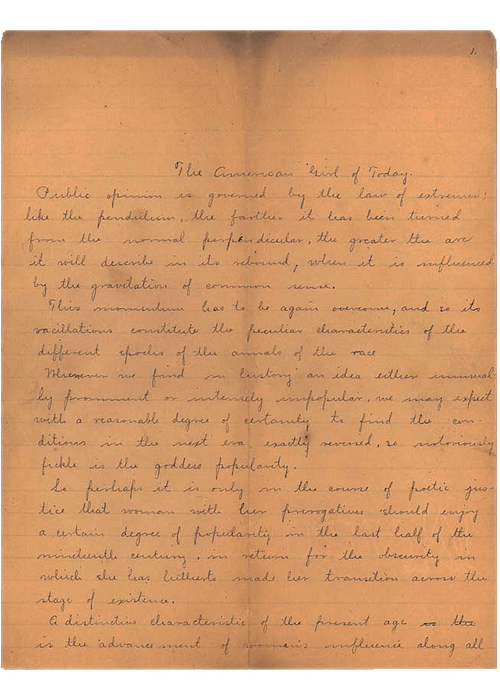 1.
The American Girl of Today.
Public opinion is governed by the law of extremes;
like the pendulum, the farther it has been turned
from the normal perpendicular, the greater the arc
it will describe in its rebound, when it is influenced
by the gravitation of common sense.
This momentum has to be again overcome, and so its
vacillations constitute the peculiar characteristics of the
different epochs of the annals of the race
Whenever we find in history an idea either unusual-
ly prominent or intensely unpopular, we may expect
with a reasonable degree of certainty to find the con-
ditions in the next era exactly reversed, so notoriously
fickle is the goddess popularity.
So perhaps it is only in the course of poetic jus-
tice that woman with her prerogatives should enjoy
a certain degree of popularity in the last half of the
nineteenth century, in return for the obscurity in
which she has hitherto made her transition across the
stage of existence.
A distinctive characteristic of the present age is the
is the advancement of woman's influence along all